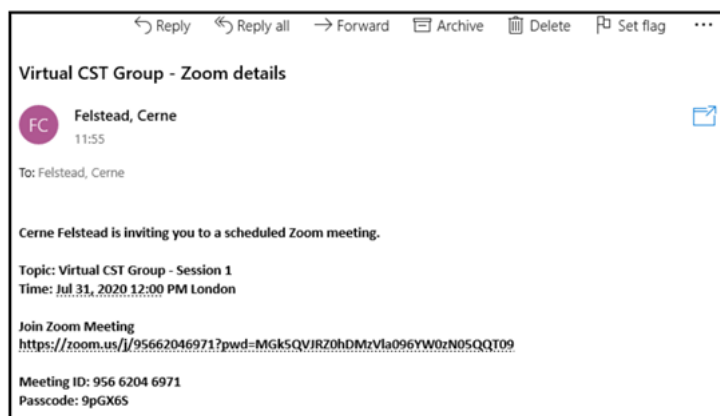 Reply Reply all Forward Archive Delete Set flag ...
Virtual CST Group - Zoom details
FC
Felstead, Cerne
11:55
To: Felstead, Cerne
Cerne Felstead is inviting you to a scheduled Zoom meeting.
Topic: Virtual CST Group - Session 1
Time: Jul 31, 2020 12:00 PM London
Join Zoom Meeting
https://zoom.us/j/95662046971?pwd=MGk5QVJRZ0hDMzVla096YW0zN05QQT09
Meeting ID: 956 6204 6971
Passcode: 9pGX6S